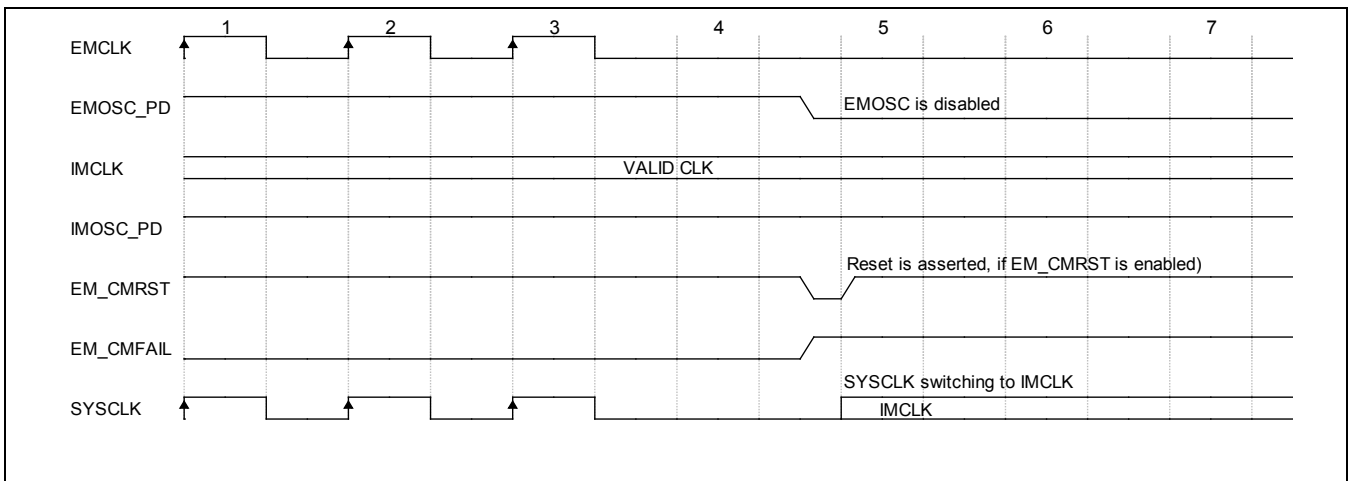 1 2 3 4 5 6 7
EMCLK
EMOSC_PD EMOSC is disabled
IMCLK VALID CLK
IMOSC_PD
Reset is asserted, if EM_CMRST is enabled)
EM_CMRST
EM_CMFAIL
SYSCLK switching to IMCLK
SYSCLK IMCLK